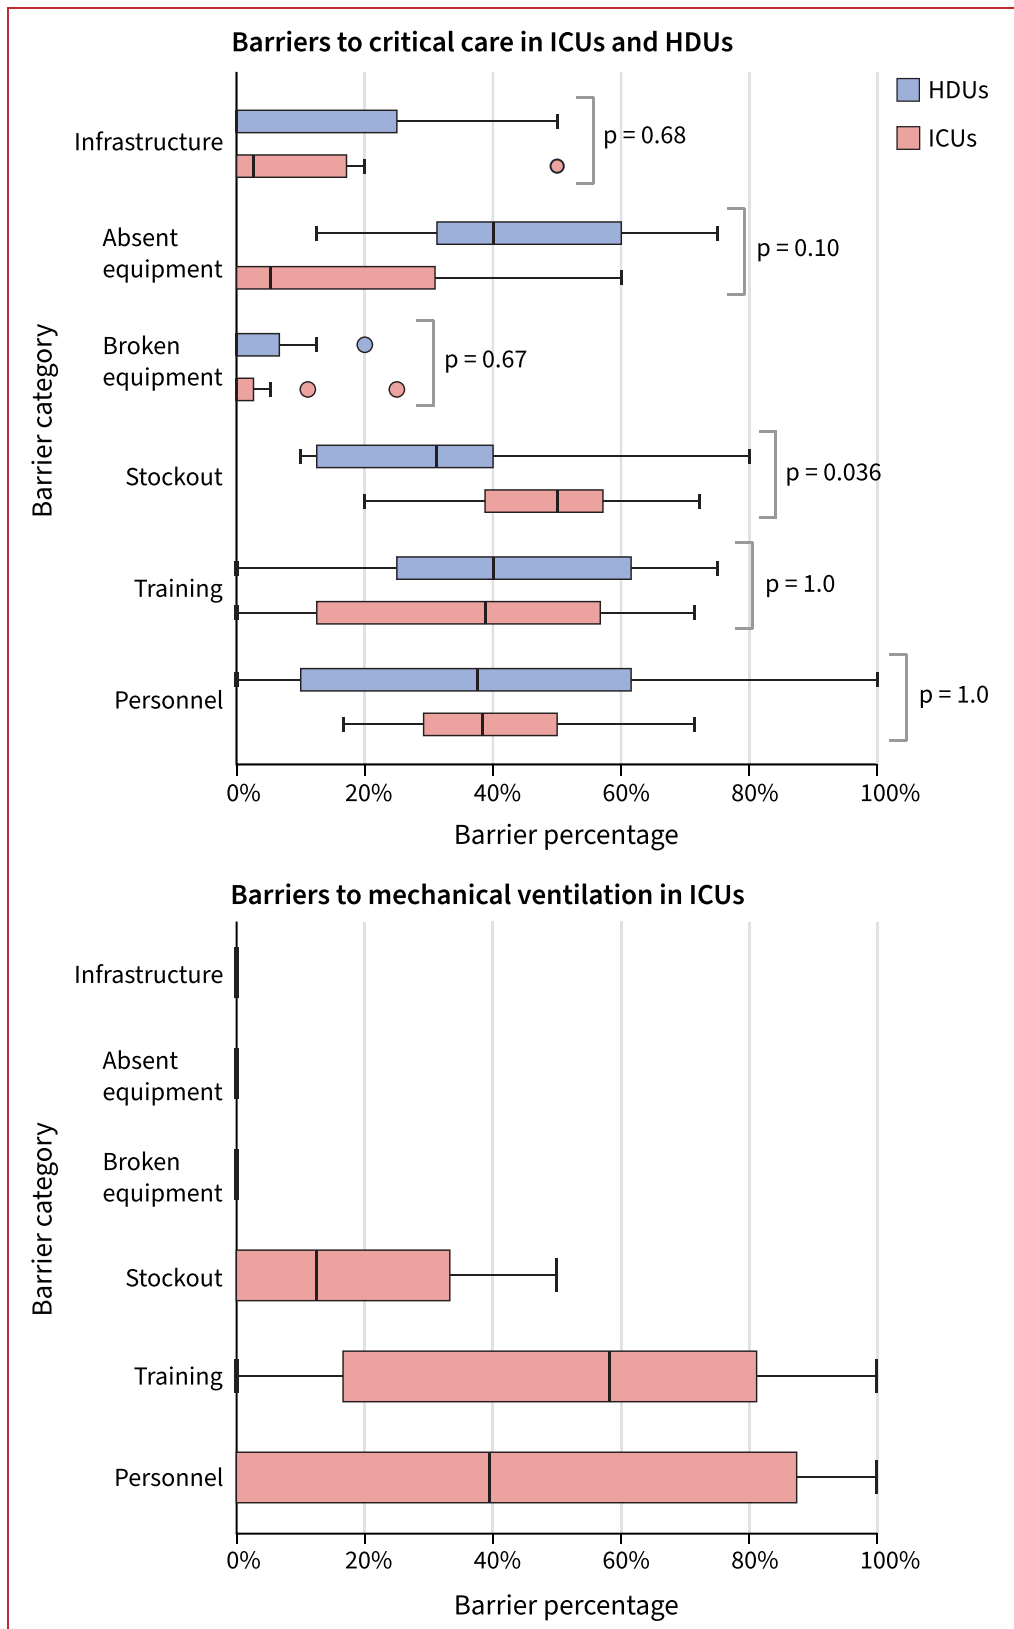 Barriers to critical care in ICUs and HDUs
HDUs
ICUs
Barrier category
Infrastructure
p = 0.68
Absent
equipment
p = 0.10
Broken
equipment
p = 0.67
Stockout
p = 0.036
Training
p = 1.0
Personnel
p = 1.0
0% 20% 40% 60% 80% 100%
Barrier percentage
Barriers to mechanical ventilation in ICUs
Barrier category
Infrastructure
Absent
equipment
Broken
equipment
Stockout
Training
Personnel
0% 20% 40% 60% 80% 100%
Barrier percentage